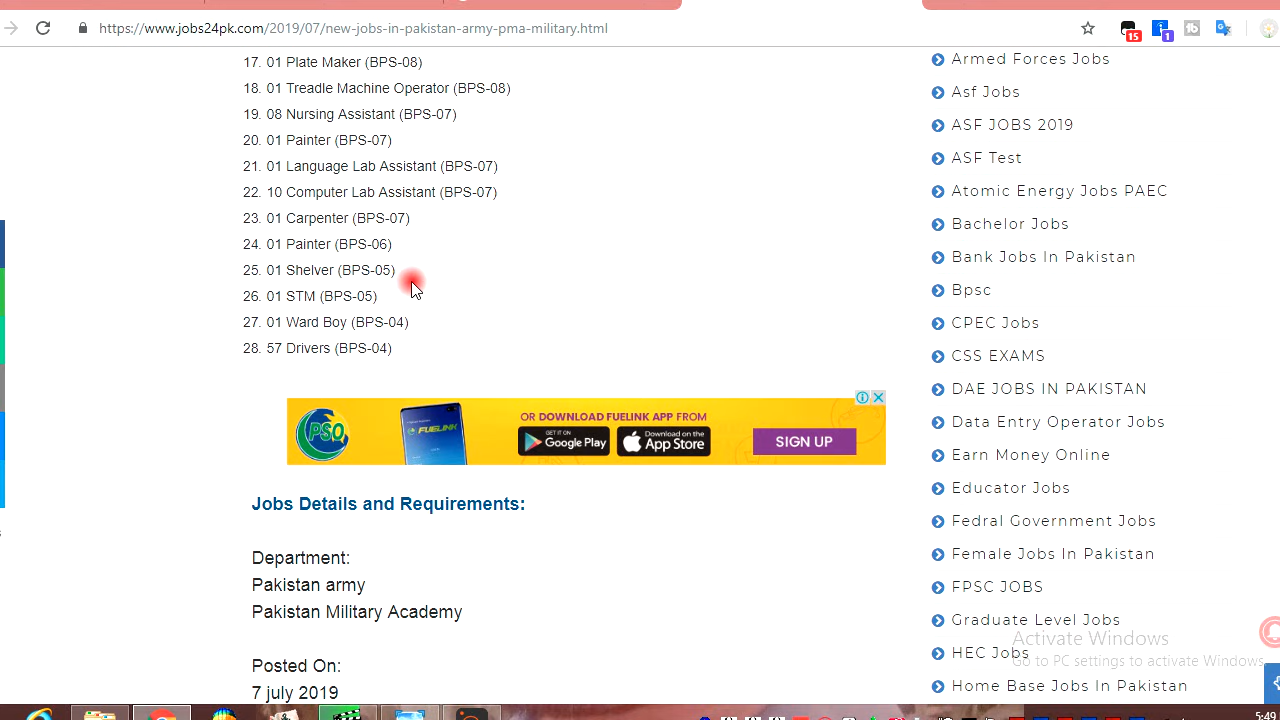 https://www.jobs24pk.com/2019/07/new-jobs-in-pakistan-army-pma-military.html
15
1
17. 01 Plate Maker (BPS-08)
18. 01 Treadle Machine Operator (BPS-08)
19. 08 Nursing Assistant (BPS-07)
20. 01 Painter (BPS-07)
21. 01 Language Lab Assistant (BPS-07)
22. 10 Computer Lab Assistant (BPS-07)
23. 01 Carpenter (BPS-07)
24. 01 Painter (BPS-06)
25. 01 Shelver (BPS-05)
26. 01 STM (BPS-05)
27. 01 Ward Boy (BPS-04)
28. 57 Drivers (BPS-04)
PSO
FUELINK
OR DOWNLOAD FUELINK APP FROM
GET IT ON
Google Play
Download on the
App Store
SIGN UP
Jobs Details and Requirements:
Department:
Pakistan army
Pakistan Military Academy
Posted On:
7 july 2019
Armed Forces Jobs
Asf Jobs
ASF JOBS 2019
ASF Test
Atomic Energy Jobs PAEC
Bachelor Jobs
Bank Jobs In Pakistan
Bpsc
CPEC Jobs
CSS EXAMS
DAE JOBS IN PAKISTAN
Data Entry Operator Jobs
Earn Money Online
Educator Jobs
Fedral Government Jobs
Female Jobs In Pakistan
FPSC JOBS
Graduate Level Jobs
HEC Jobs
Home Base Jobs In Pakistan
Activate Windows
Go to PC settings to activate Windows.
5:40